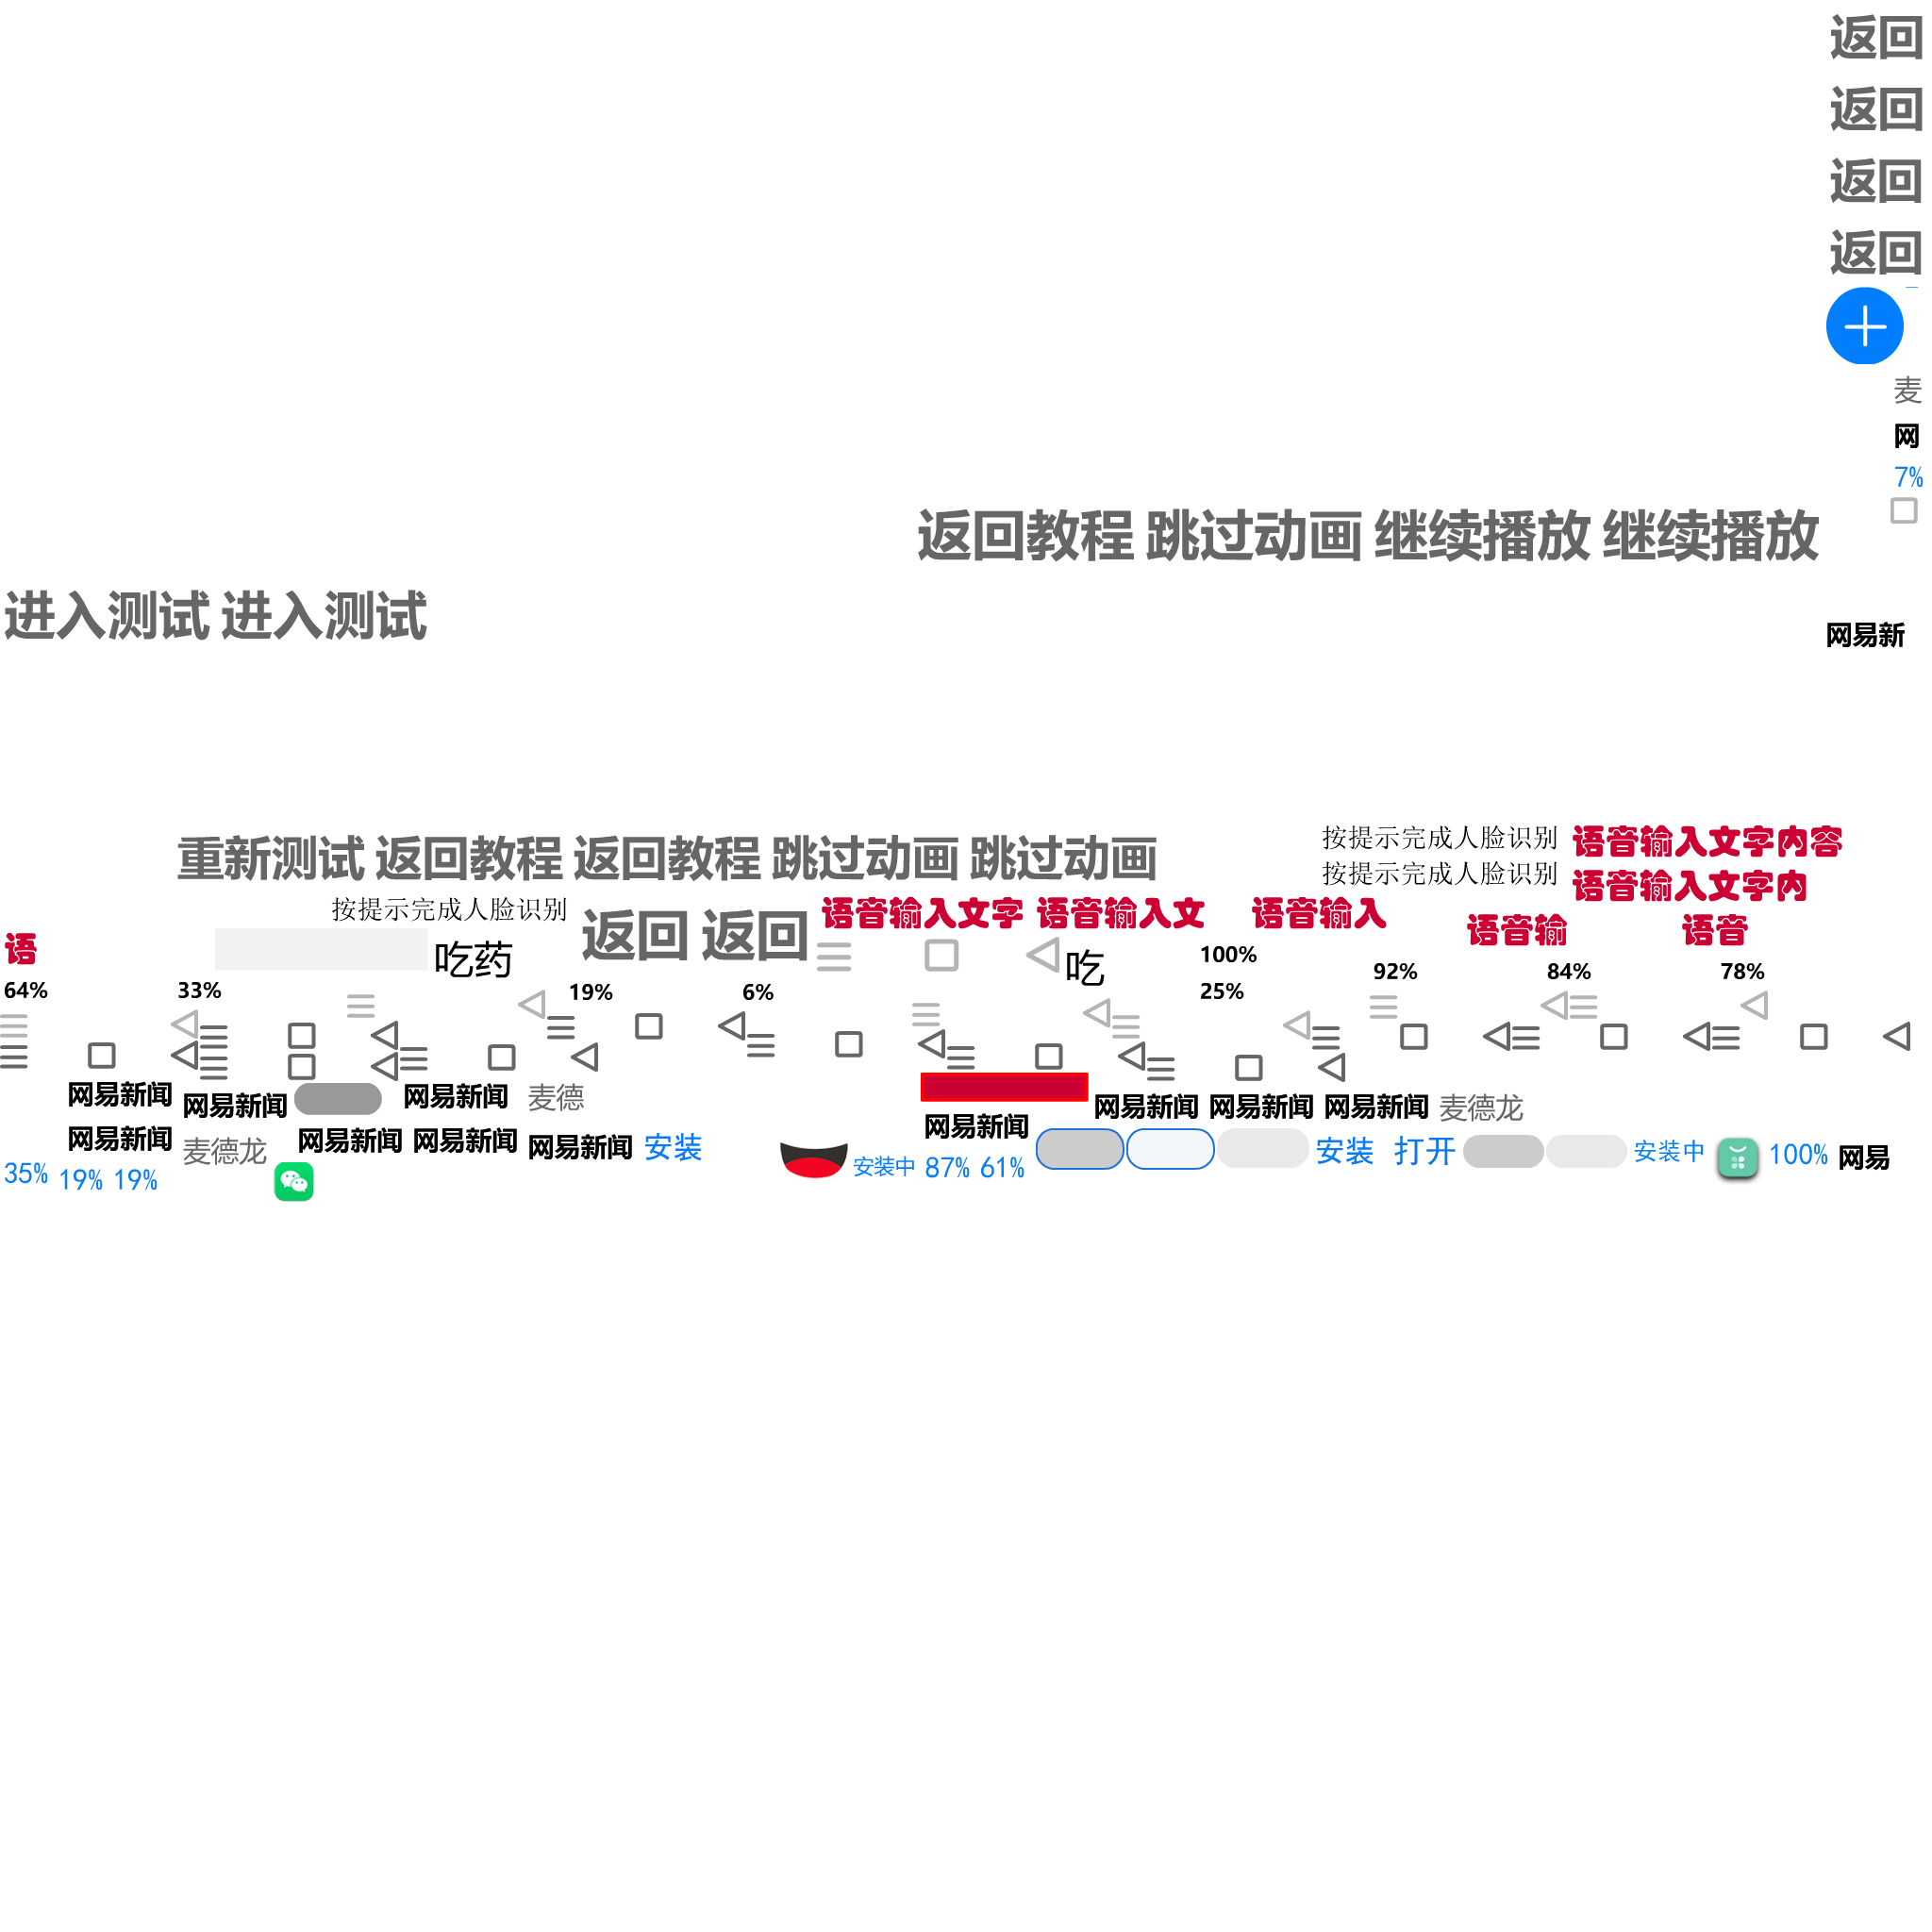 返回
返回
返回
返回
麦
网
7%
返回教程 跳过动画 继续播放 继续播放
进入测试 进入测试
网易新
重新测试 返回教程 返回教程 跳过动画 跳过动画
按提示完成人脸识别 语音输入文字内容
按提示完成人脸识别 语音输入文字内
按提示完成人脸识别 返回 返回 语音输入文字 语音输入文 语音输入 语音输 语音
语 吃药 吃 100%
64% 33% 19% 6% 25% 92% 84% 78%
网易新闻 网易新闻 网易新闻 麦德 网易新闻 网易新闻 网易新闻 麦德龙
网易新闻 麦德龙 网易新闻 网易新闻 网易新闻 安装 网易新闻
35% 19% 19% 安装中 87% 61% 安装 打开 安装中 100% 网易